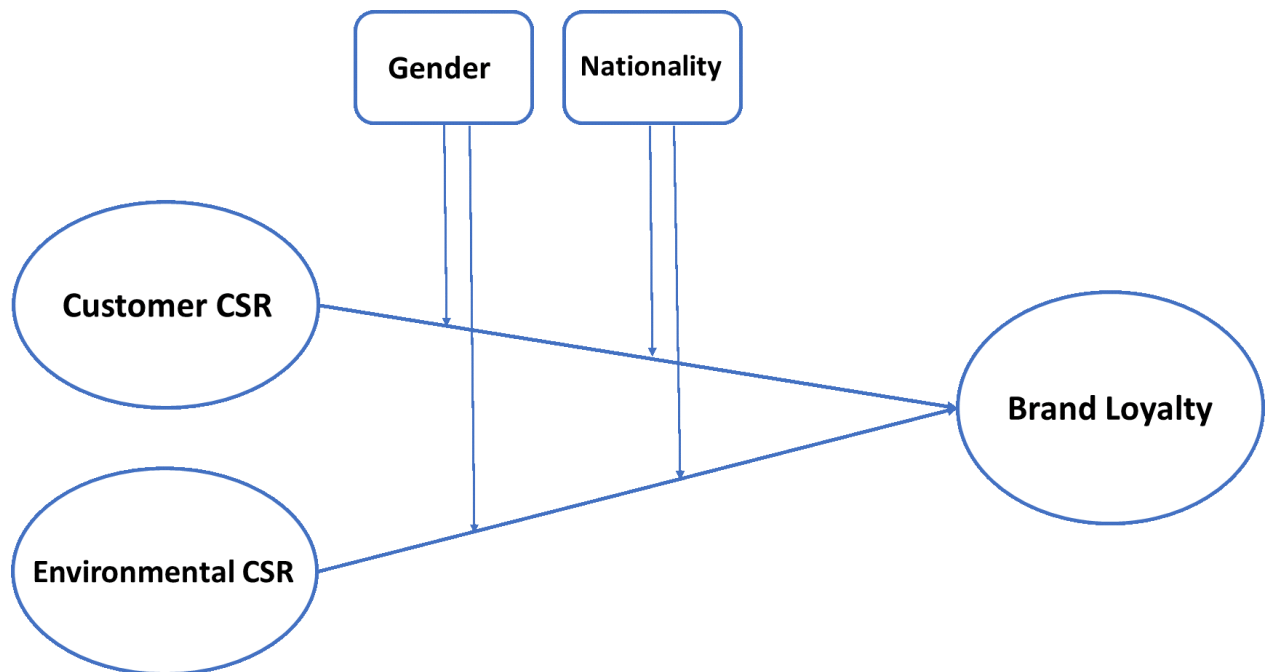 Gender
Nationality
Customer CSR
Brand Loyalty
Environmental CSR